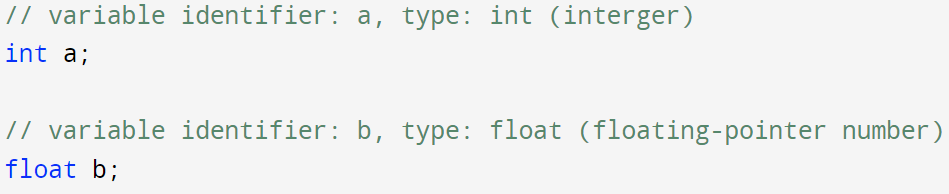 // variable identifier: a, type: int (interger)
int a;
// variable identifier: b, type: float (floating-pointer number)
float b;